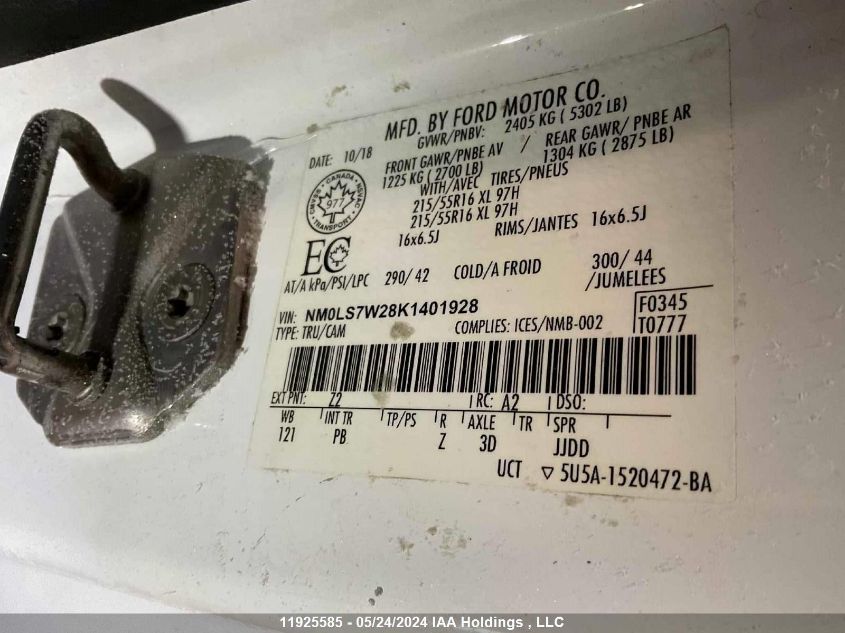 MFD. BY FORD MOTOR CO.
DATE: 10/18 GVWR/PNBV: 2405 KG ( 5302 LB)
FRONT GAWR/PNBE AV / REAR GAWR/ PNBE AR
1225 KG ( 2700 LB) 1304 KG ( 2875 LB)
WITH/AVEC TIRES/PNEUS
215/55R16 XL 97H
215/55R16 XL 97H
16x6.5J RIMS/JANTES 16x6.5J
CANADA
977
TRANSPORT
EC
AT/A kPa/PSI/LPC 290/ 42 COLD/A FROID 300/ 44
/JUMELEES
VIN: NM0LS7W28K1401928 F0345
TYPE: TRU/CAM COMPLIES: ICES/NMB-002 T0777
EXT PNT: Z2 RC: A2 DSO:
WB INT TR TP/PS R AXLE TR SPR
121 PB Z 3D JJDD
UCT 5U5A-1520472-BA
11925585 - 05/24/2024 IAA Holdings , LLC